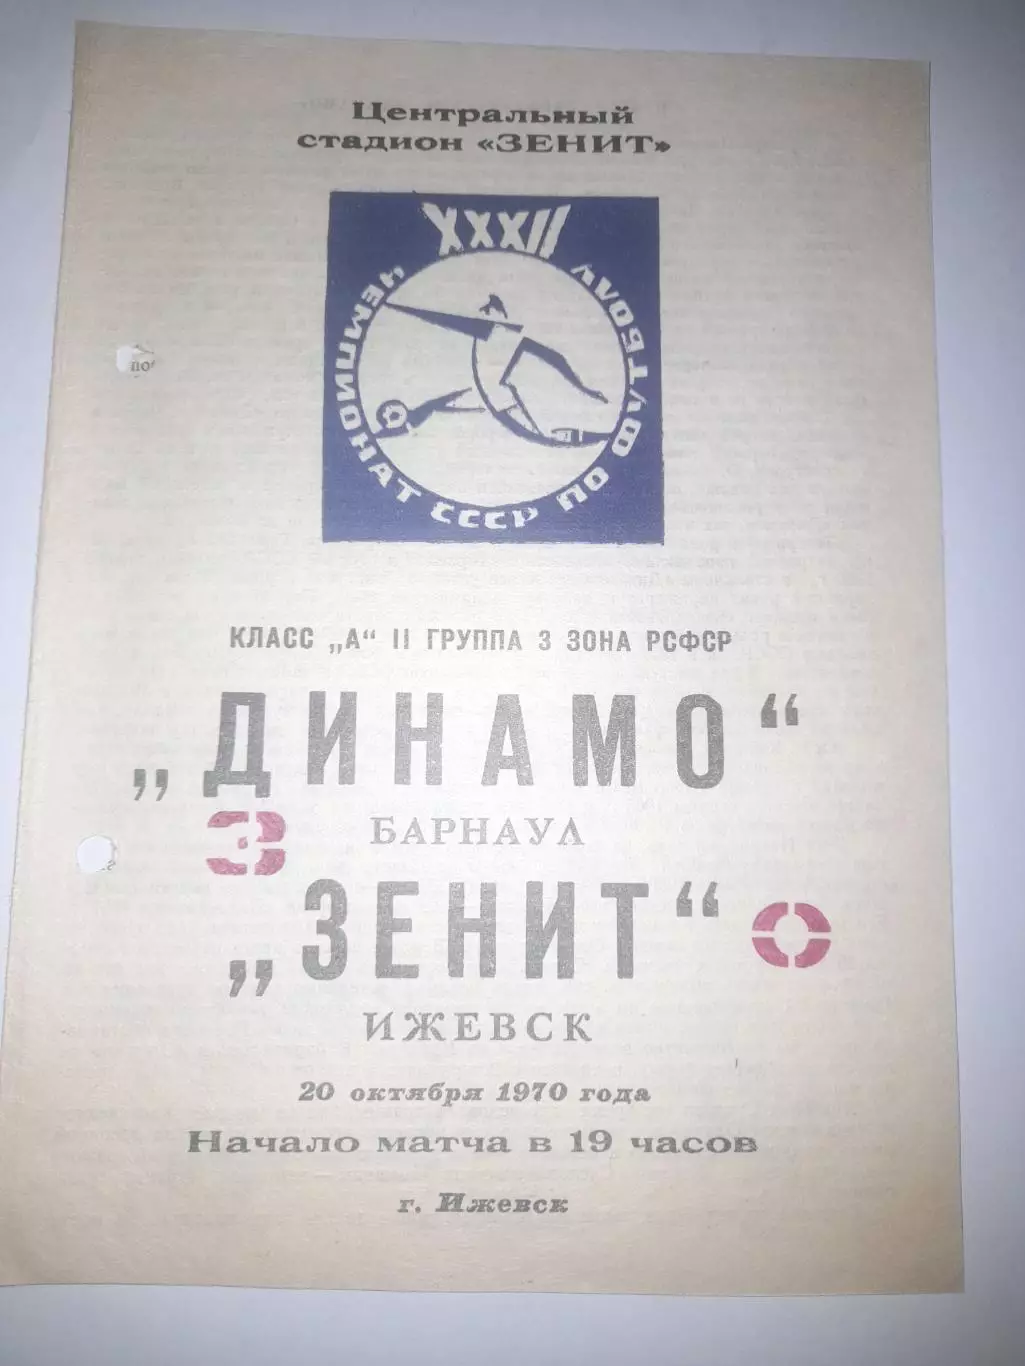 Центральный
стадион «ЗЕНИТ»
XXXII
ЧЕМПИОНАТ СССР ПО ФУТБОЛУ
по
КЛАСС „А“ II ГРУППА 3 ЗОНА РСФСР
„ДИНАМО“
БАРНАУЛ
3
„ЗЕНИТ“
0
ИЖЕВСК
20 октября 1970 года
Начало матча в 19 часов
г. Ижевск